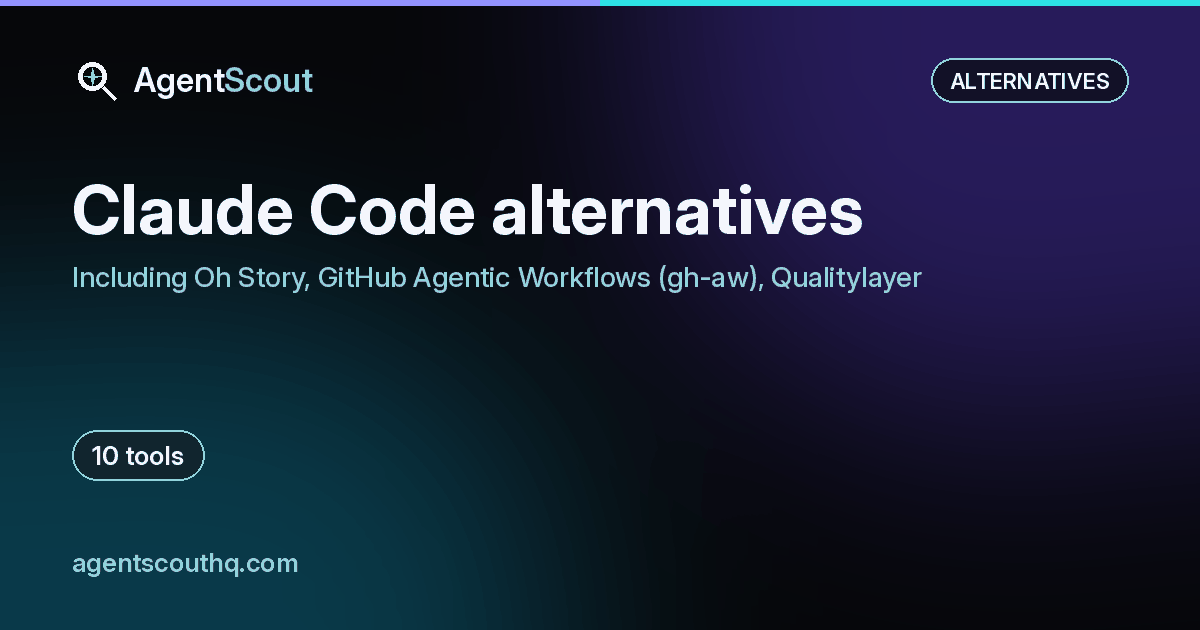 AgentScout
ALTERNATIVES
Claude Code alternatives
Including Oh Story, GitHub Agentic Workflows (gh-aw), Qualitylayer
10 tools
agentscouthq.com